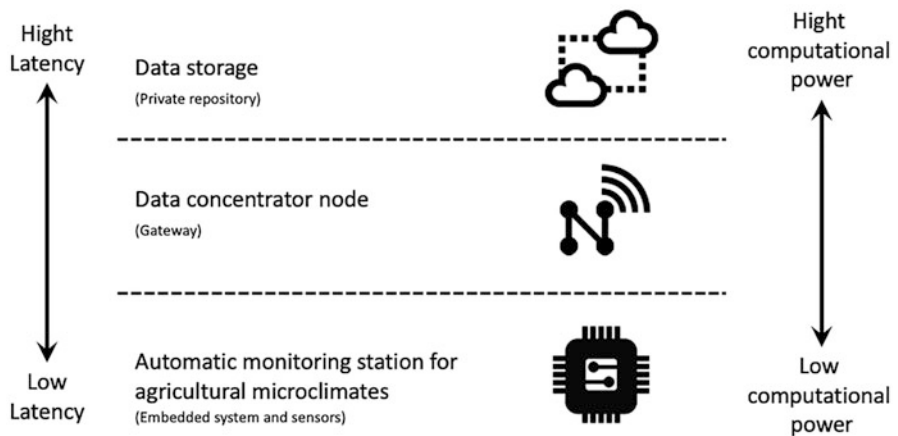 Hight
Latency
Data storage
(Private repository)
Hight
computational
power
Data concentrator node
(Gateway)
Low
Latency
Automatic monitoring station for
agricultural microclimates
(Embedded system and sensors)
Low
computational
power